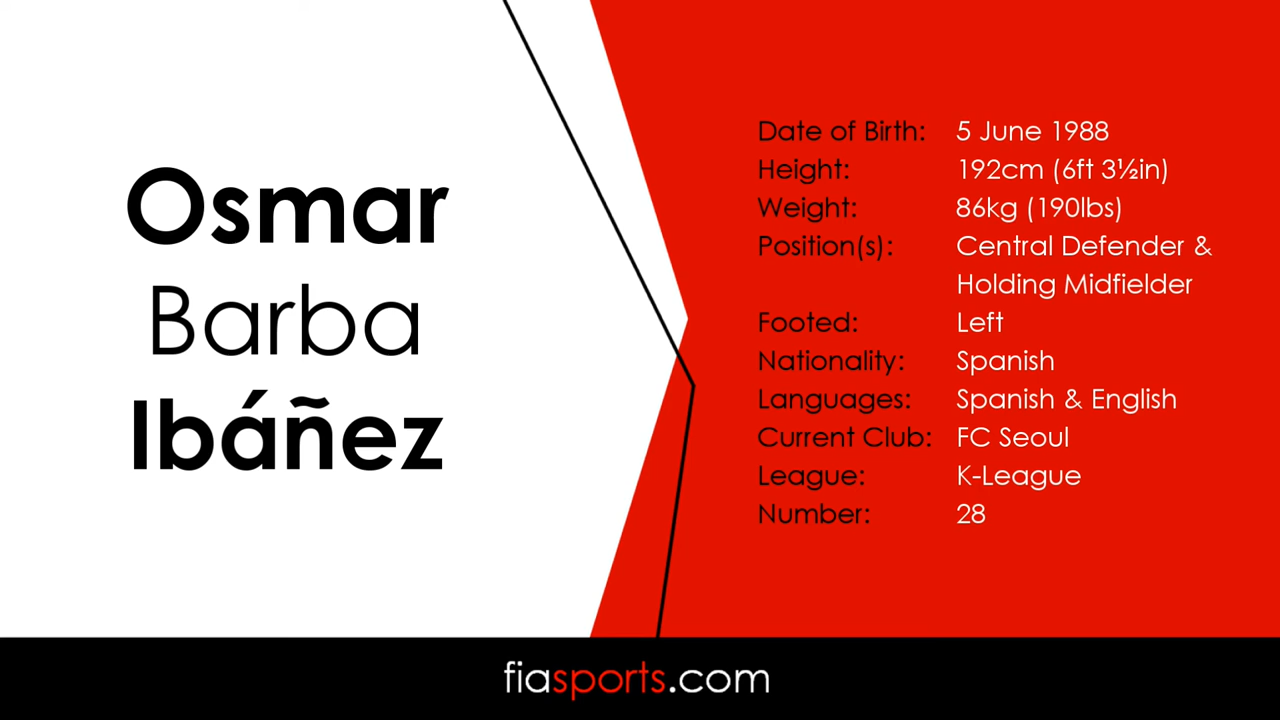 Osmar
Barba
Ibáñez
Date of Birth: 5 June 1988
Height: 192cm (6ft 3½in)
Weight: 86kg (190lbs)
Position(s): Central Defender &
Holding Midfielder
Footed: Left
Nationality: Spanish
Languages: Spanish & English
Current Club: FC Seoul
League: K-League
Number: 28
fiasports.com